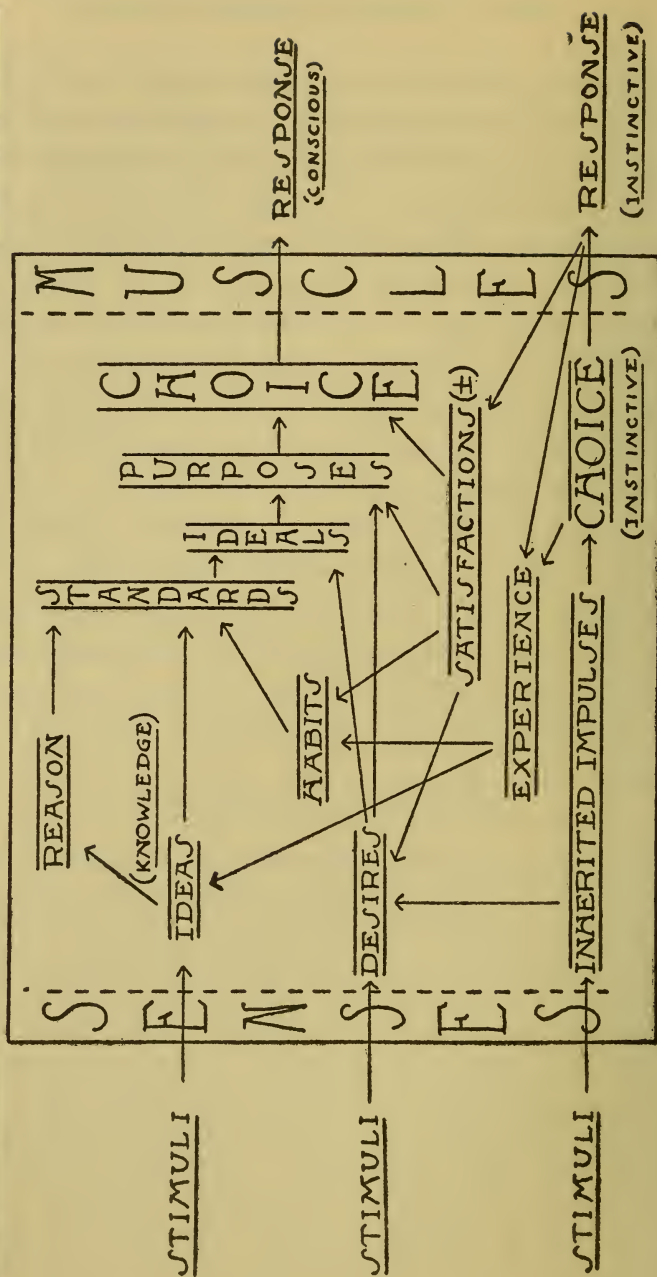 STIMULI
STIMULI
STIMULI
SENSES
REASON
(KNOWLEDGE)
IDEAS
DESIRES
INHERITED IMPULSES
HABITS
EXPERIENCE
STANDARDS
IDEALS
PURPOSES
SATISFACTIONS (±)
CHOICE
CHOICE
(INSTINCTIVE)
MUSCLES
RESPONSE
(CONSCIOUS)
RESPONSE
(INSTINCTIVE)